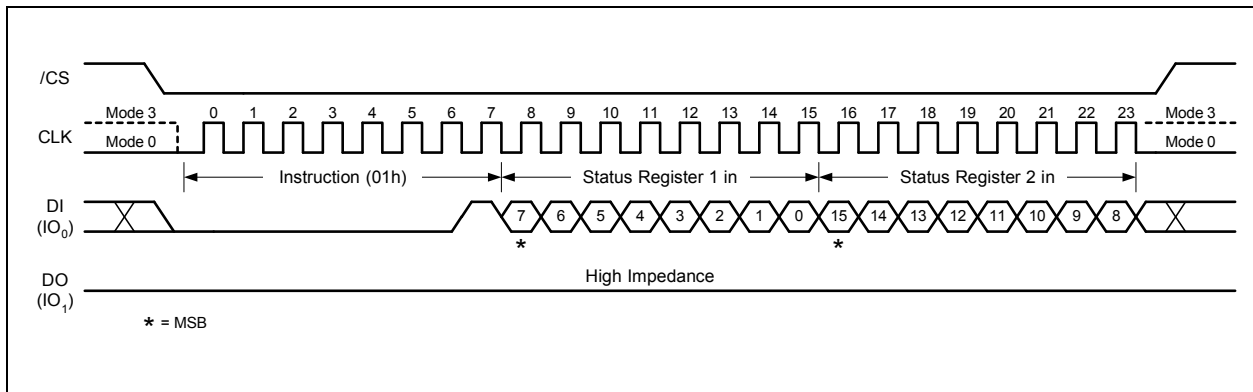 /CS
Mode 3 0 1 2 3 4 5 6 7 8 9 10 11 12 13 14 15 16 17 18 19 20 21 22 23 Mode 3
CLK
Mode 0 Mode 0
Instruction (01h) Status Register 1 in Status Register 2 in
DI
(IO0) 7 6 5 4 3 2 1 0 15 14 13 12 11 10 9 8
* *
High Impedance
DO
(IO1)
* = MSB